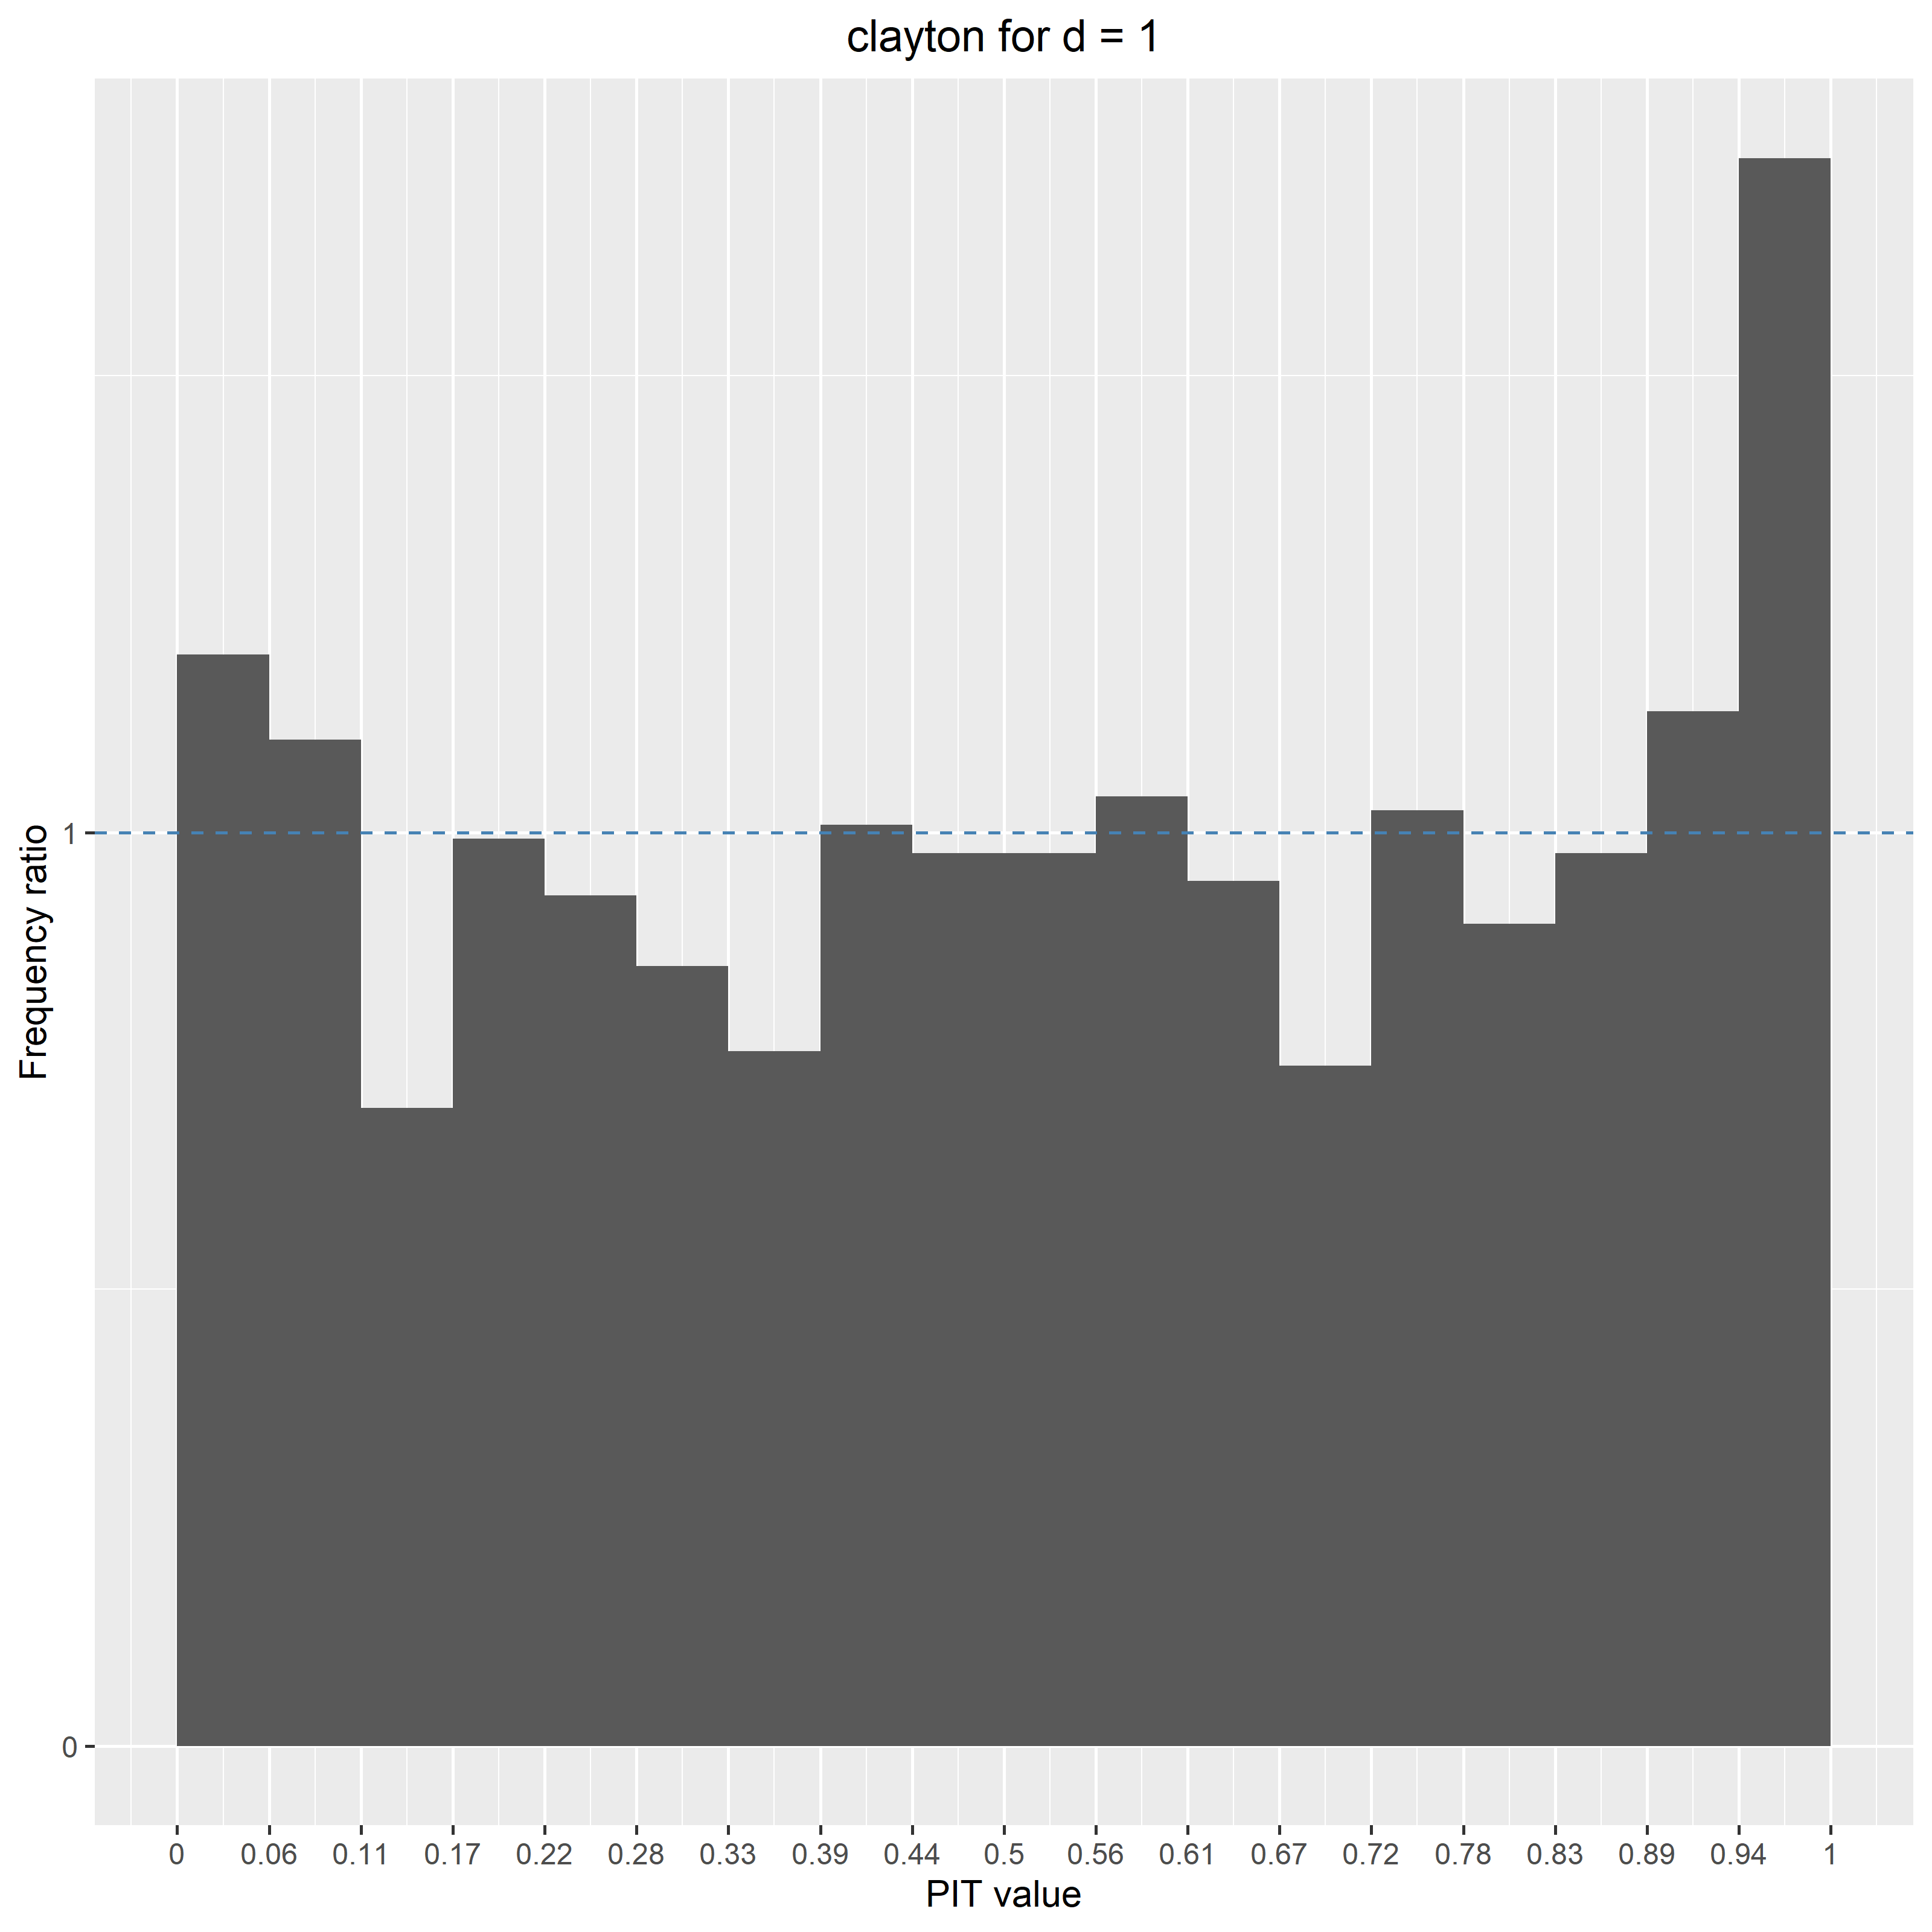 clayton for d = 1
Frequency ratio
1
0
0 0.06 0.11 0.17 0.22 0.28 0.33 0.39 0.44 0.5 0.56 0.61 0.67 0.72 0.78 0.83 0.89 0.94 1
PIT value